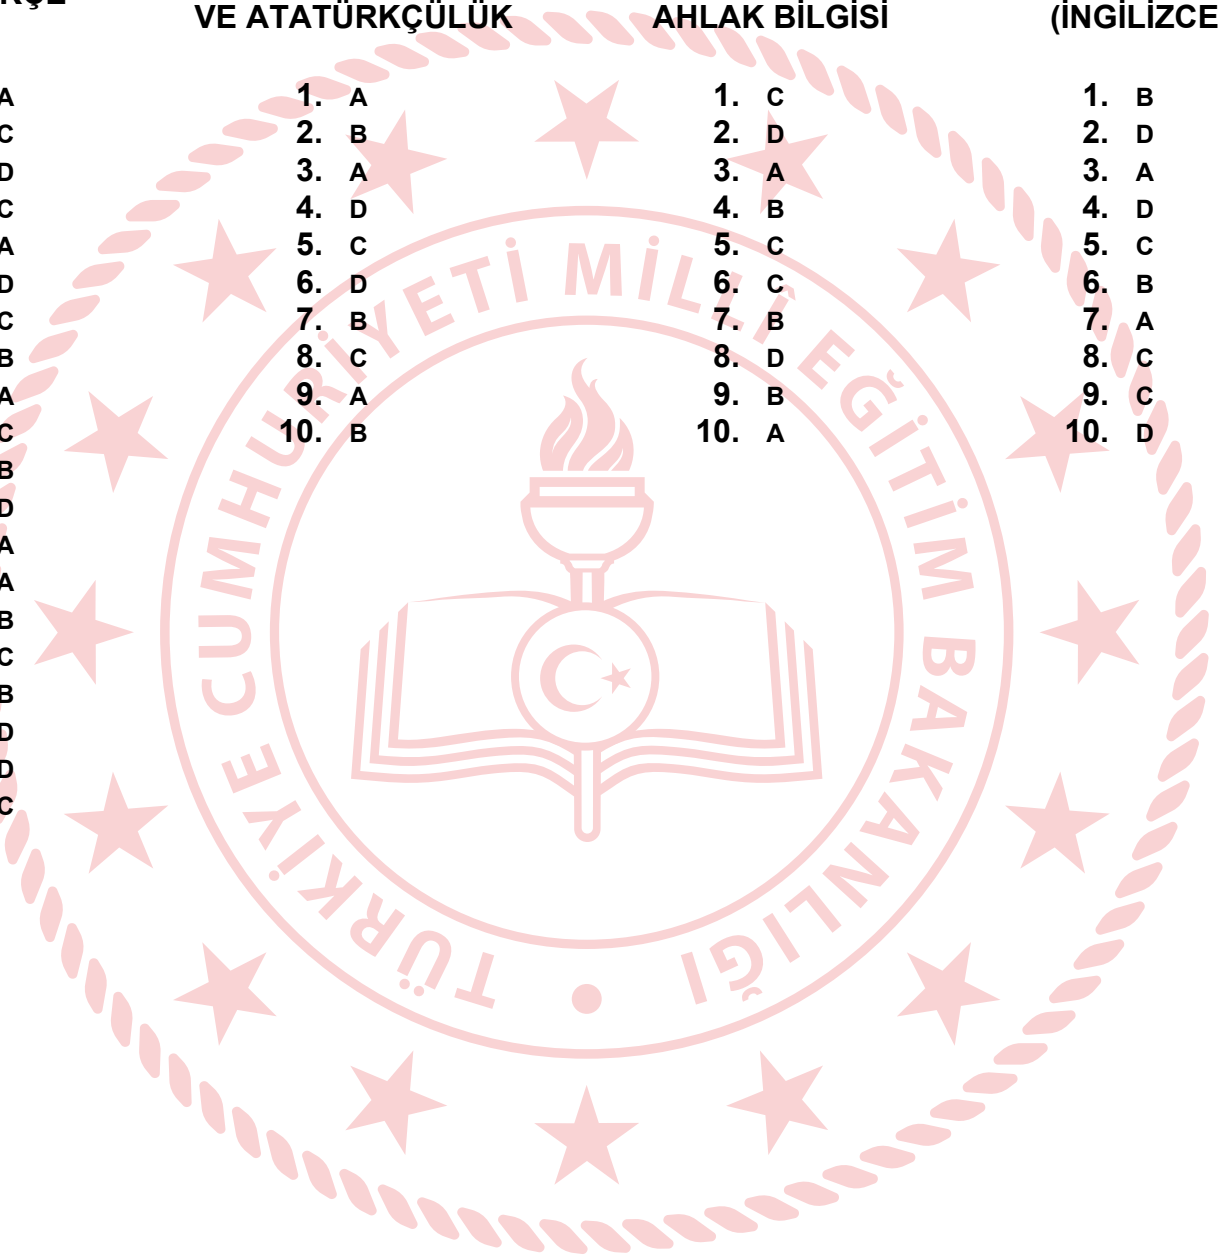 RKÇE
A
C
D
C
A
D
C
B
A
C
B
D
A
A
B
C
B
D
D
C
VE ATATÜRKÇÜLÜK
1. A
2. B
3. A
4. D
5. C
6. D
7. B
8. C
9. A
10. B
AHLAK BİLGİSİ
1. C
2. D
3. A
4. B
5. C
6. C
7. B
8. D
9. B
10. A
(İNGİLİZCE
1. B
2. D
3. A
4. D
5. C
6. B
7. A
8. C
9. C
10. D
TÜRKİYE CUMHURİYETİ MİLLÎ EĞİTİM BAKANLIĞI